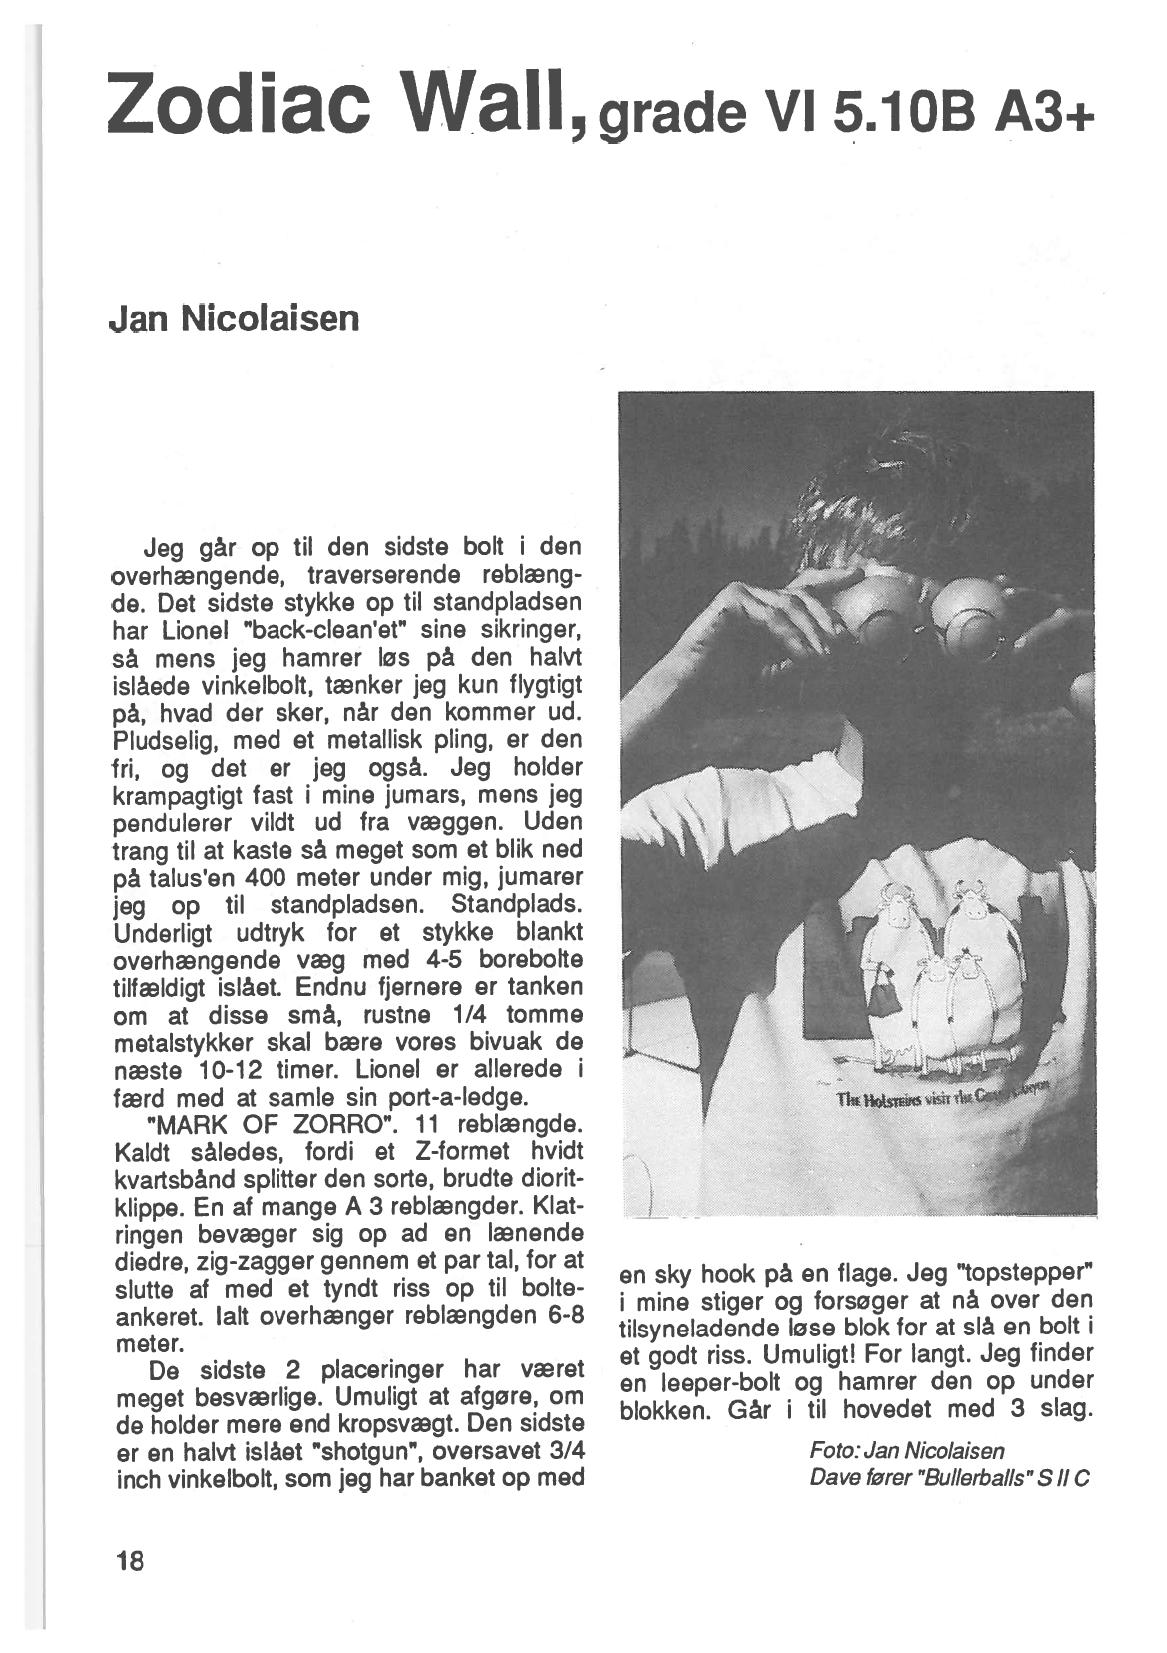 Zodiac Wall, grade VI 5.10B A3+
Jan Nicolaisen
Jeg går op til den sidste bolt i den
overhængende, traverserende reblæng-
de. Det sidste stykke op til standpladsen
har Lionel "back-clean'et" sine sikringer,
så mens jeg hamrer løs på den halvt
islåede vinkelbolt, tænker jeg kun flygtigt
på, hvad der sker, når den kommer ud.
Pludselig, med et metallisk pling, er den
fri, og det er jeg også. Jeg holder
krampagtigt fast i mine jumars, mens jeg
pendulerer vildt ud fra væggen. Uden
trang til at kaste så meget som et blik ned
på talus'en 400 meter under mig, jumarer
jeg op til standpladsen. Standplads.
Underligt udtryk for et stykke blankt
overhængende væg med 4-5 borebolte
tilfældigt islået. Endnu fjernere er tanken
om at disse små, rustne 1/4 tomme
metalstykker skal bære vores bivuak de
næste 10-12 timer. Lionel er allerede i
færd med at samle sin port-a-ledge.
"MARK OF ZORRO". 11 reblængde.
Kaldt således, fordi et Z-formet hvidt
kvartsbånd splitter den sorte, brudte diorit-
klippe. En af mange A 3 reblængder. Klat-
ringen bevæger sig op ad en lænende
diedre, zig-zagger gennem et par tal, for at
slutte af med et tyndt riss op til bolte-
ankeret. Ialt overhænger reblængden 6-8
meter.
De sidste 2 placeringer har været
meget besværlige. Umuligt at afgøre, om
de holder mere end kropsvægt. Den sidste
er en halvt islået "shotgun", oversavet 3/4
inch vinkelbolt, som jeg har banket op med
The Holsteins visit the
en sky hook på en flage. Jeg "topstepper"
i mine stiger og forsøger at nå over den
tilsyneladende løse blok for at slå en bolt i
et godt riss. Umuligt! For langt. Jeg finder
en leeper-bolt og hamrer den op under
blokken. Går i til hovedet med 3 slag.
Foto: Jan Nicolaisen
Dave fører "Bullerballs" S II C
18